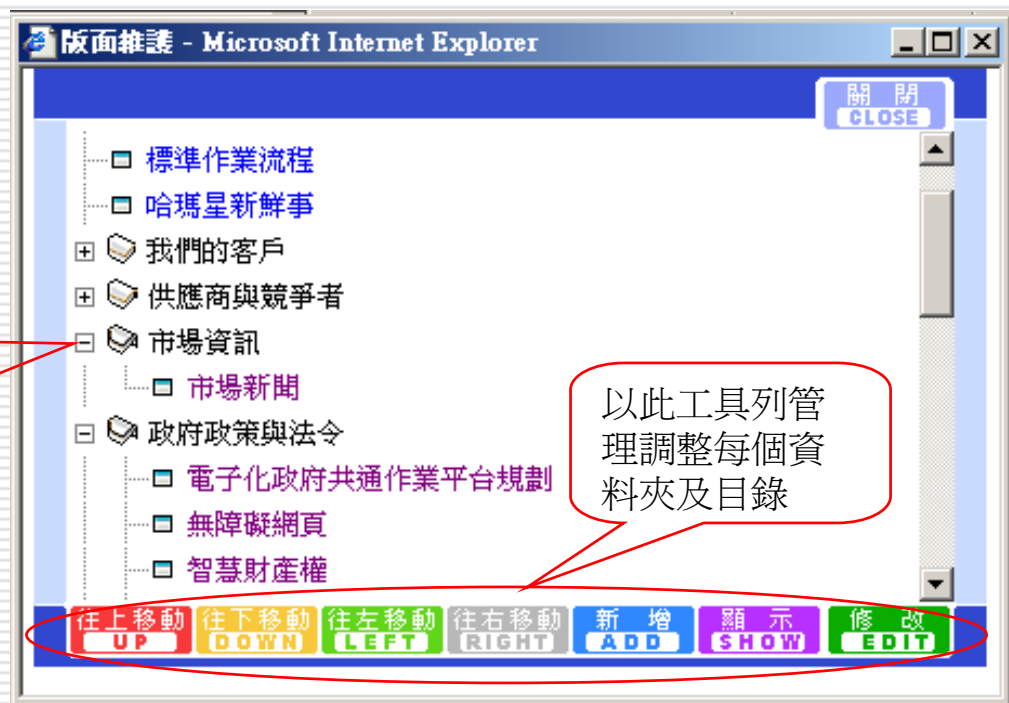 版面維護 - Microsoft Internet Explorer
關 閉
CLOSE
標準作業流程
哈瑪星新鮮事
我們的客戶
供應商與競爭者
市場資訊
市場新聞
政府政策與法令
電子化政府共通作業平台規劃
無障礙網頁
智慧財產權
以此工具列管
理調整每個資
料夾及目錄
往上移動 往下移動 往左移動 往右移動 新 增 顯 示 修 改
UP DOWN LEFT RIGHT ADD SHOW EDIT